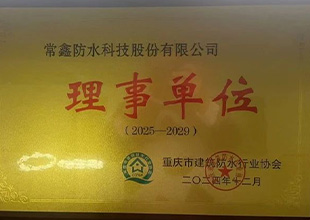 常鑫防水科技股份有限公司
理事单位
（2025—2029）
重庆市建筑防水行业协会
二〇二四年十二月